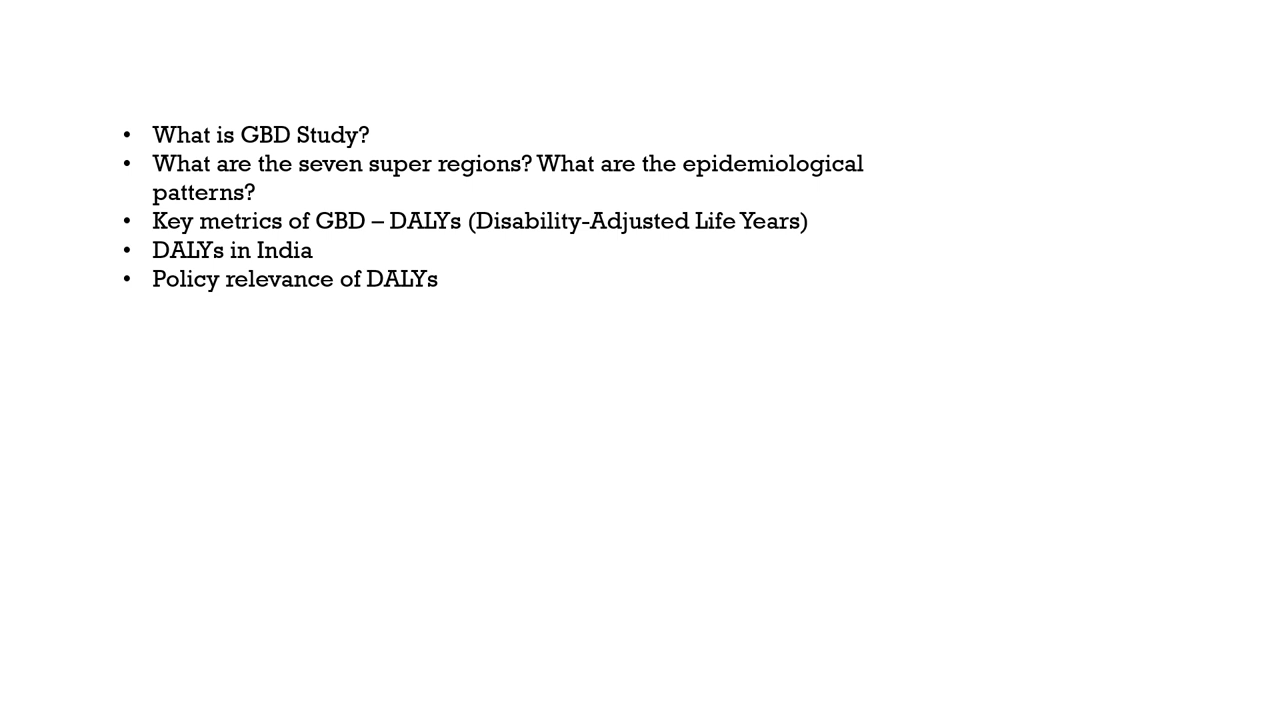 • What is GBD Study?
• What are the seven super regions? What are the epidemiological
patterns?
• Key metrics of GBD – DALYs (Disability-Adjusted Life Years)
• DALYs in India
• Policy relevance of DALYs